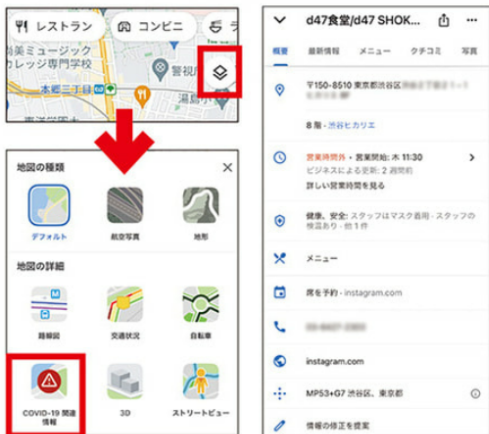 レストラン
コンビニ
ラ
尚美ミュージック
カレッジ専門学校
警視
本郷三丁目
湯島
地図の種類
デフォルト
航空写真
地形
地図の詳細
路線図
交通状況
自転車
COVID-19 関連
情報
3D
ストリートビュー
d47食堂/d47 SHOK...
概要
最新情報
メニュー
クチコミ
写真
〒150-8510 東京都渋谷区
8 階 · 渋谷ヒカリエ
営業時間外 · 営業開始: 木 11:30
ビジネスによる更新: 2 週間前
詳しい営業時間を見る
健康、安全: スタッフはマスク着用 · スタッフの
検温あり · 他 1 件
メニュー
席を予約 · instagram.com
instagram.com
MP53+G7 渋谷区、東京都
情報の修正を提案